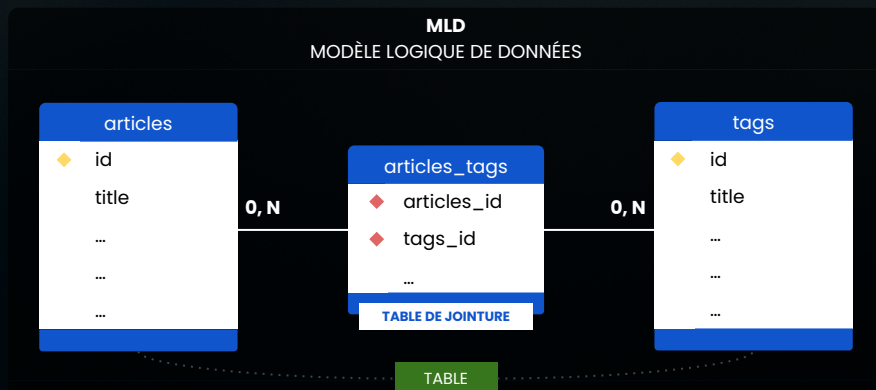 MLD
MODÈLE LOGIQUE DE DONNÉES
articles
id
title
...
...
...
0, N
articles_tags
articles_id
tags_id
...
TABLE DE JOINTURE
0, N
tags
id
title
...
...
...
TABLE